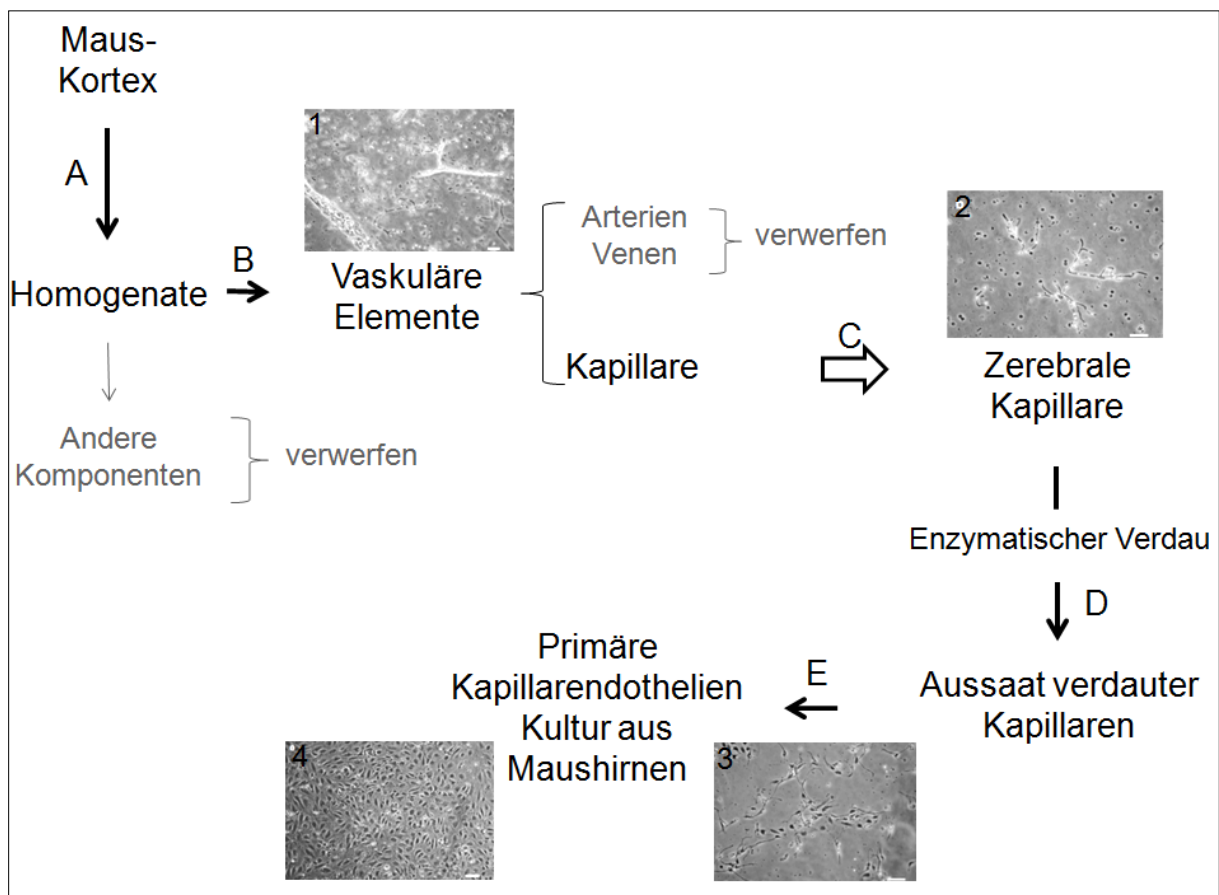 Maus-
Kortex
A
1
B
Homogenate
Vaskuläre
Elemente
Arterien
Venen
verwerfen
Kapillare
C
2
Zerebrale
Kapillare
Andere
Komponenten
verwerfen
Enzymatischer Verdau
D
Aussaat verdauter
Kapillaren
3
E
Primäre
Kapillarendothelien
Kultur aus
Maushirnen
4